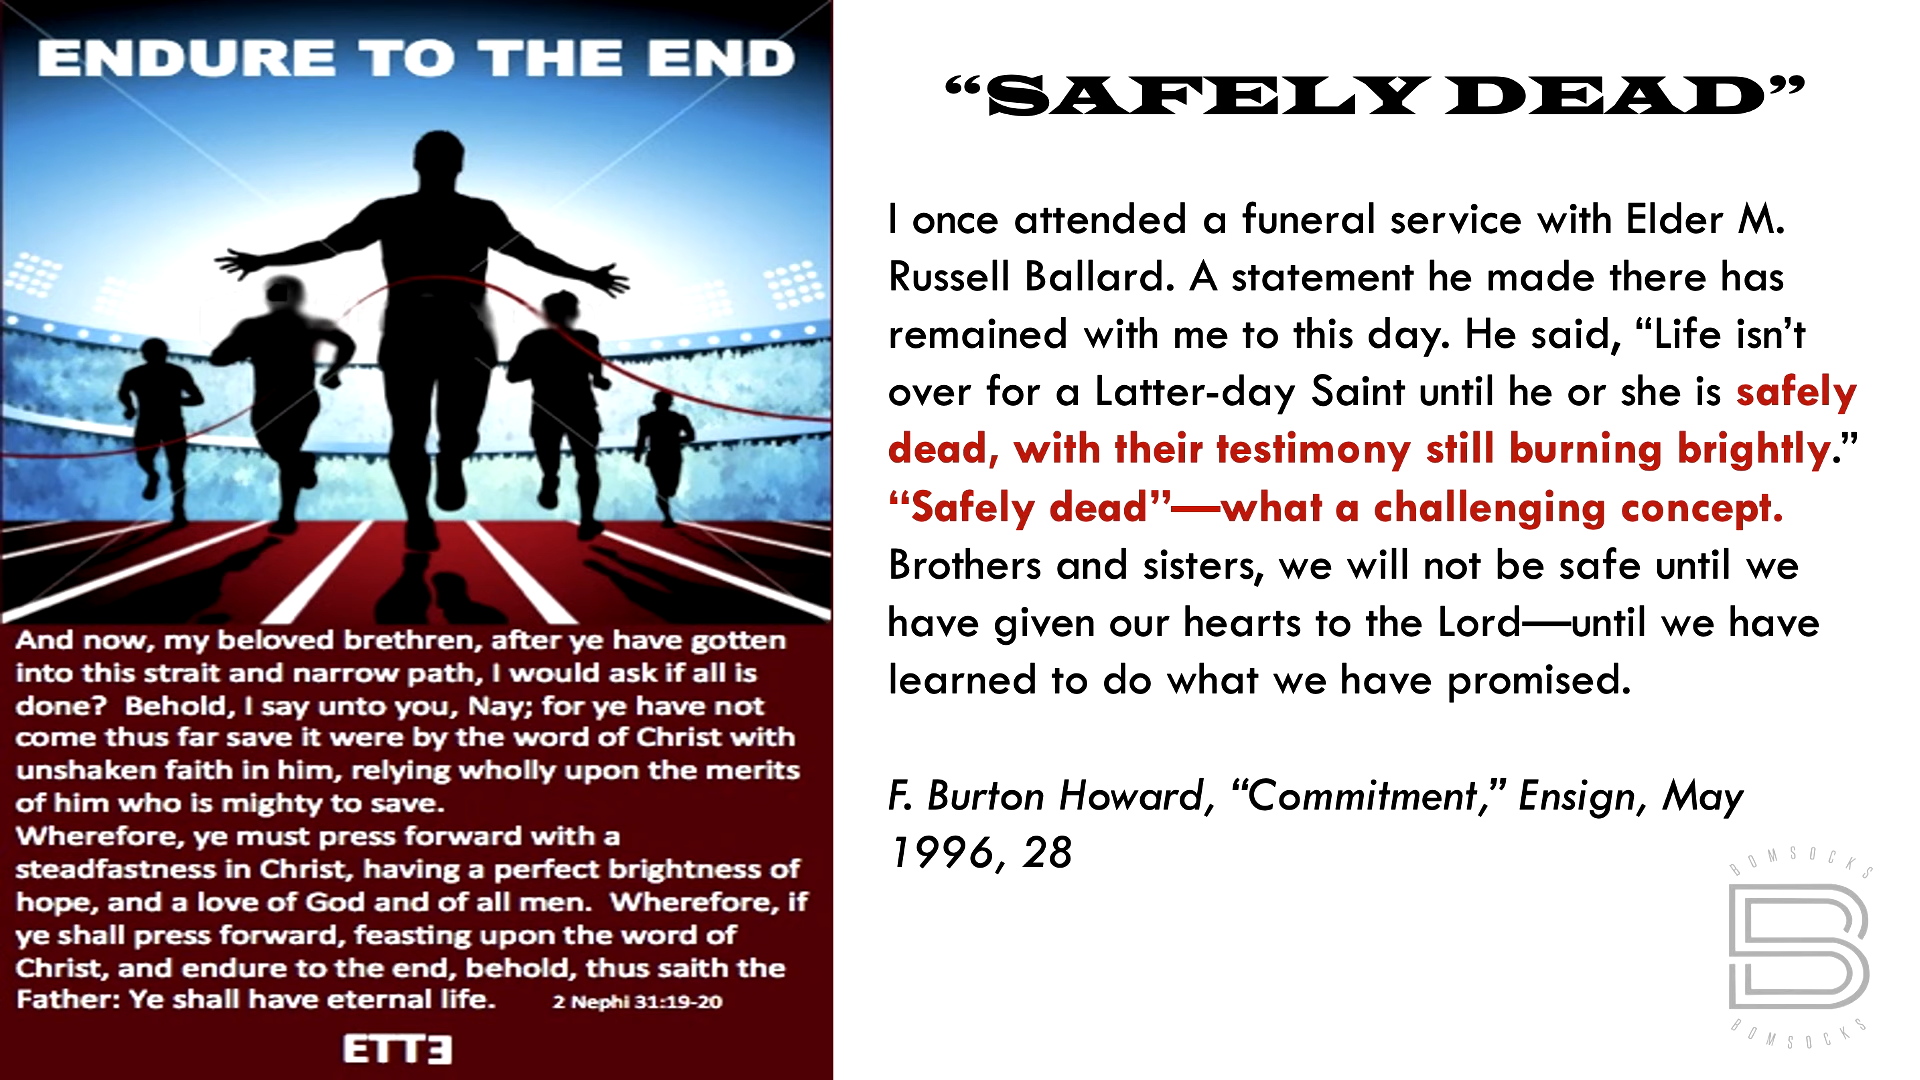 ENDURE TO THE END
And now, my beloved brethren, after ye have gotten
into this strait and narrow path, I would ask if all is
done?  Behold, I say unto you, Nay; for ye have not
come thus far save it were by the word of Christ with
unshaken faith in him, relying wholly upon the merits
of him who is mighty to save.
Wherefore, ye must press forward with a
steadfastness in Christ, having a perfect brightness of
hope, and a love of God and of all men.  Wherefore, if
ye shall press forward, feasting upon the word of
Christ, and endure to the end, behold, thus saith the
Father: Ye shall have eternal life. 2 Nephi 31:19-20
ETTE
“SAFELY DEAD”
I once attended a funeral service with Elder M.
Russell Ballard. A statement he made there has
remained with me to this day. He said, “Life isn’t
over for a Latter-day Saint until he or she is safely
dead, with their testimony still burning brightly.”
“Safely dead”—what a challenging concept.
Brothers and sisters, we will not be safe until we
have given our hearts to the Lord—until we have
learned to do what we have promised.
F. Burton Howard, “Commitment,” Ensign, May
1996, 28
BOMSOCKS
B
BOMSOCKS